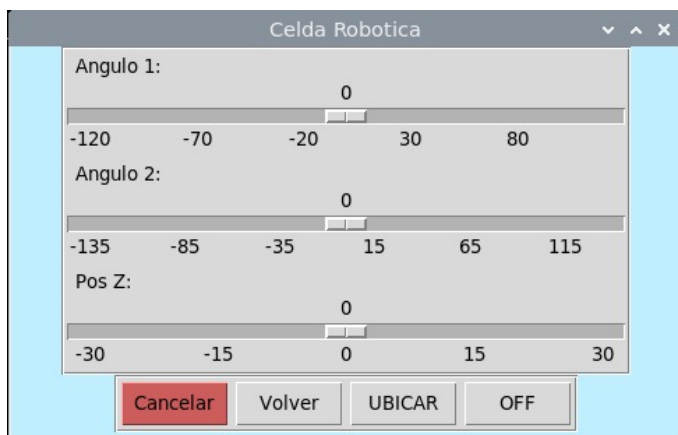 Celda Robotica
Angulo 1:
0
-120 -70 -20 30 80
Angulo 2:
0
-135 -85 -35 15 65 115
Pos Z:
0
-30 -15 0 15 30
Cancelar Volver UBICAR OFF